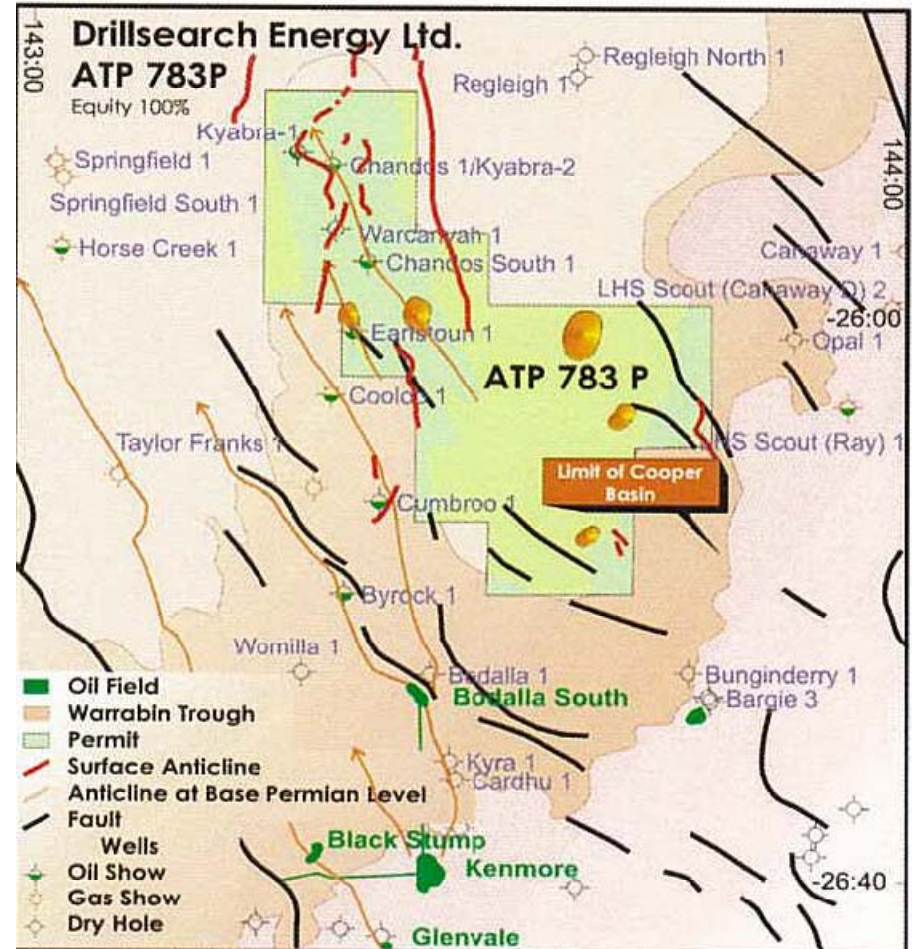 Drillsearch Energy Ltd.
ATP 783P
Equity 100%
143:00
144:00
Regleigh North 1
Regleigh 1
Kyabra-1
Springfield 1
Chandos 1/Kyabra-2
Springfield South 1
Warcanyah 1
Horse Creek 1
Canaway 1
Chandos South 1
LHS Scout (Canaway D) 2
-26:00
Earlstoun 1
Opal 1
ATP 783 P
Cooloo 1
Taylor Franks 1
LHS Scout (Ray) 1
Limit of Cooper
Basin
Cumbroo 1
Byrock 1
Womilla 1
Bodalla 1
Bunginderry 1
Bodalla South
Bargie 3
Kyra 1
Cardhu 1
Black Stump
Kenmore
-26:40
Glenvale
Oil Field
Warrabin Trough
Permit
Surface Anticline
Anticline at Base Permian Level
Fault
Wells
Oil Show
Gas Show
Dry Hole